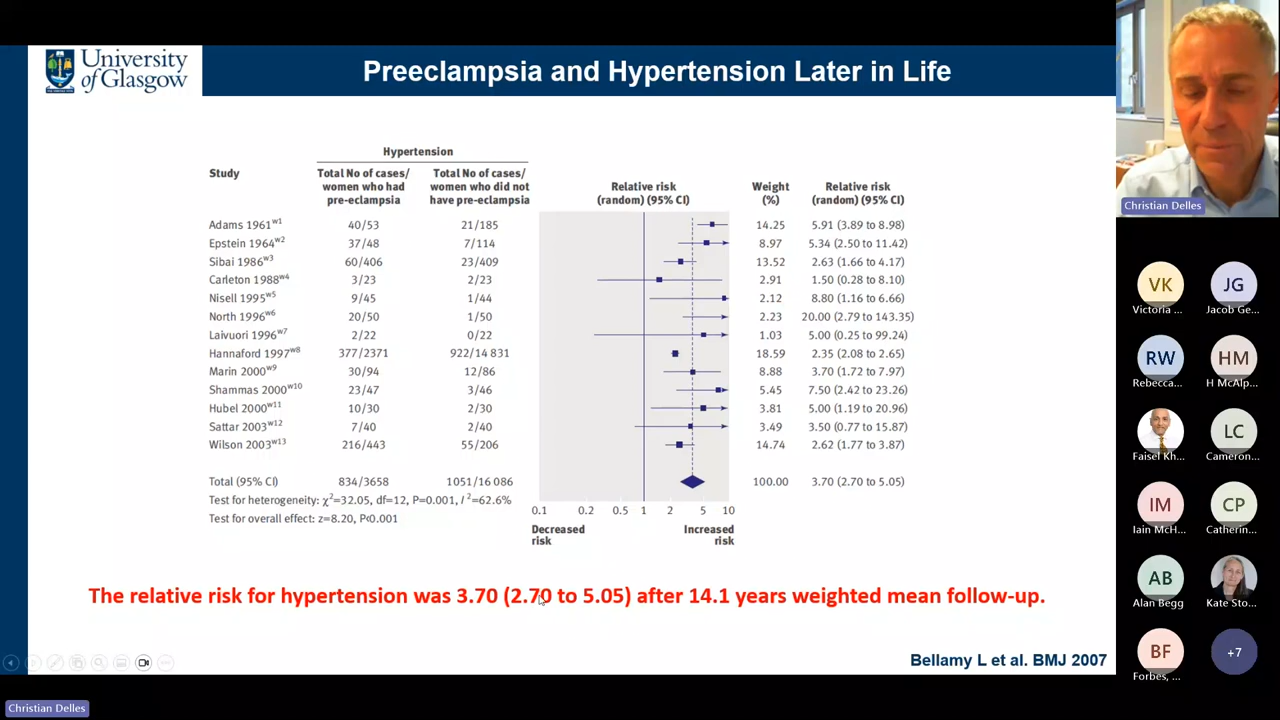 University
of Glasgow
Preeclampsia and Hypertension Later in Life
Hypertension
Study
Total No of cases/
women who had
pre-eclampsia
Total No of cases/
women who did not
have pre-eclampsia
Relative risk
(random) (95% CI)
Weight
(%)
Relative risk
(random) (95% CI)
Adams 1961w1 40/53 21/185 14.25 5.91 (3.89 to 8.98)
Epstein 1964w2 37/48 7/114 8.97 5.34 (2.50 to 11.42)
Sibai 1986w3 60/406 23/409 13.52 2.63 (1.66 to 4.17)
Carleton 1988w4 3/23 2/23 2.91 1.50 (0.28 to 8.10)
Nisell 1995w5 9/45 1/44 2.12 8.80 (1.16 to 6.66)
North 1996w6 20/50 1/50 2.23 20.00 (2.79 to 143.35)
Laivuori 1996w7 2/22 0/22 1.03 5.00 (0.25 to 99.24)
Hannaford 1997w8 377/2371 922/14 831 18.59 2.35 (2.08 to 2.65)
Marin 2000w9 30/94 12/86 8.88 3.70 (1.72 to 7.97)
Shammas 2000w10 23/47 3/46 5.45 7.50 (2.42 to 23.26)
Hubel 2000w11 10/30 2/30 3.81 5.00 (1.19 to 20.96)
Sattar 2003w12 7/40 2/40 3.49 3.50 (0.77 to 15.87)
Wilson 2003w13 216/443 55/206 14.74 2.62 (1.77 to 3.87)
Total (95% CI) 834/3658 1051/16 086 100.00 3.70 (2.70 to 5.05)
Test for heterogeneity: χ2=32.05, df=12, P=0.001, I2=62.6%
Test for overall effect: z=8.20, P<0.001
0.1 0.2 0.5 1 2 5 10
Decreased
risk
Increased
risk
The relative risk for hypertension was 3.70 (2.70 to 5.05) after 14.1 years weighted mean follow-up.
Bellamy L et al. BMJ 2007
Christian Delles
VK
Victoria ...
JG
Jacob Ge...
RW
Rebecca...
HM
H McAlp...
Faisel Kh...
LC
Cameron...
IM
Iain McH...
CP
Catherin...
AB
Alan Begg
Kate Sto...
BF
Forbes, ...
+7
Christian Delles